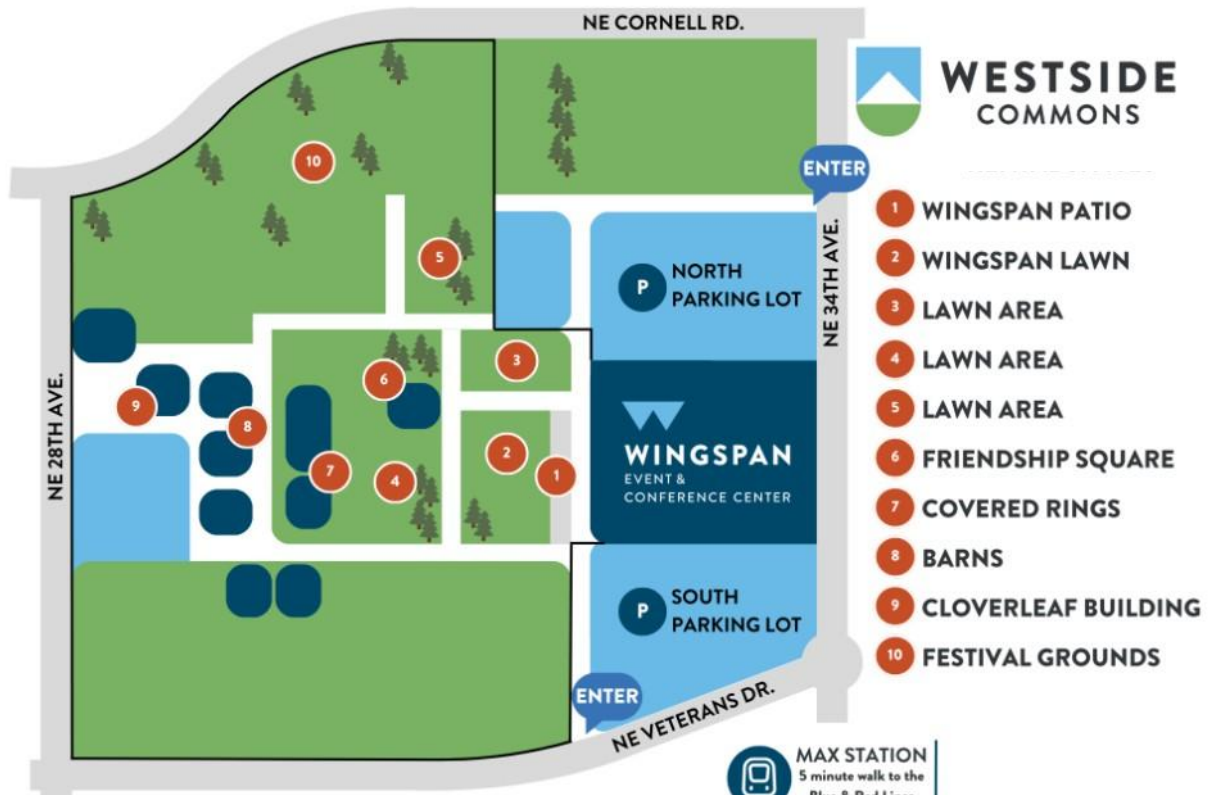 NE CORNELL RD.
WESTSIDE
COMMONS
ENTER
10
1 WINGSPAN PATIO
2 WINGSPAN LAWN
3 LAWN AREA
4 LAWN AREA
5 LAWN AREA
6 FRIENDSHIP SQUARE
7 COVERED RINGS
8 BARNS
9 CLOVERLEAF BUILDING
10 FESTIVAL GROUNDS
NE 34TH AVE.
5
P NORTH
PARKING LOT
3
6
9
8
NE 28TH AVE.
2
7
4
1
WINGSPAN
EVENT &
CONFERENCE CENTER
P SOUTH
PARKING LOT
ENTER
NE VETERANS DR.
MAX STATION
5 minute walk to the